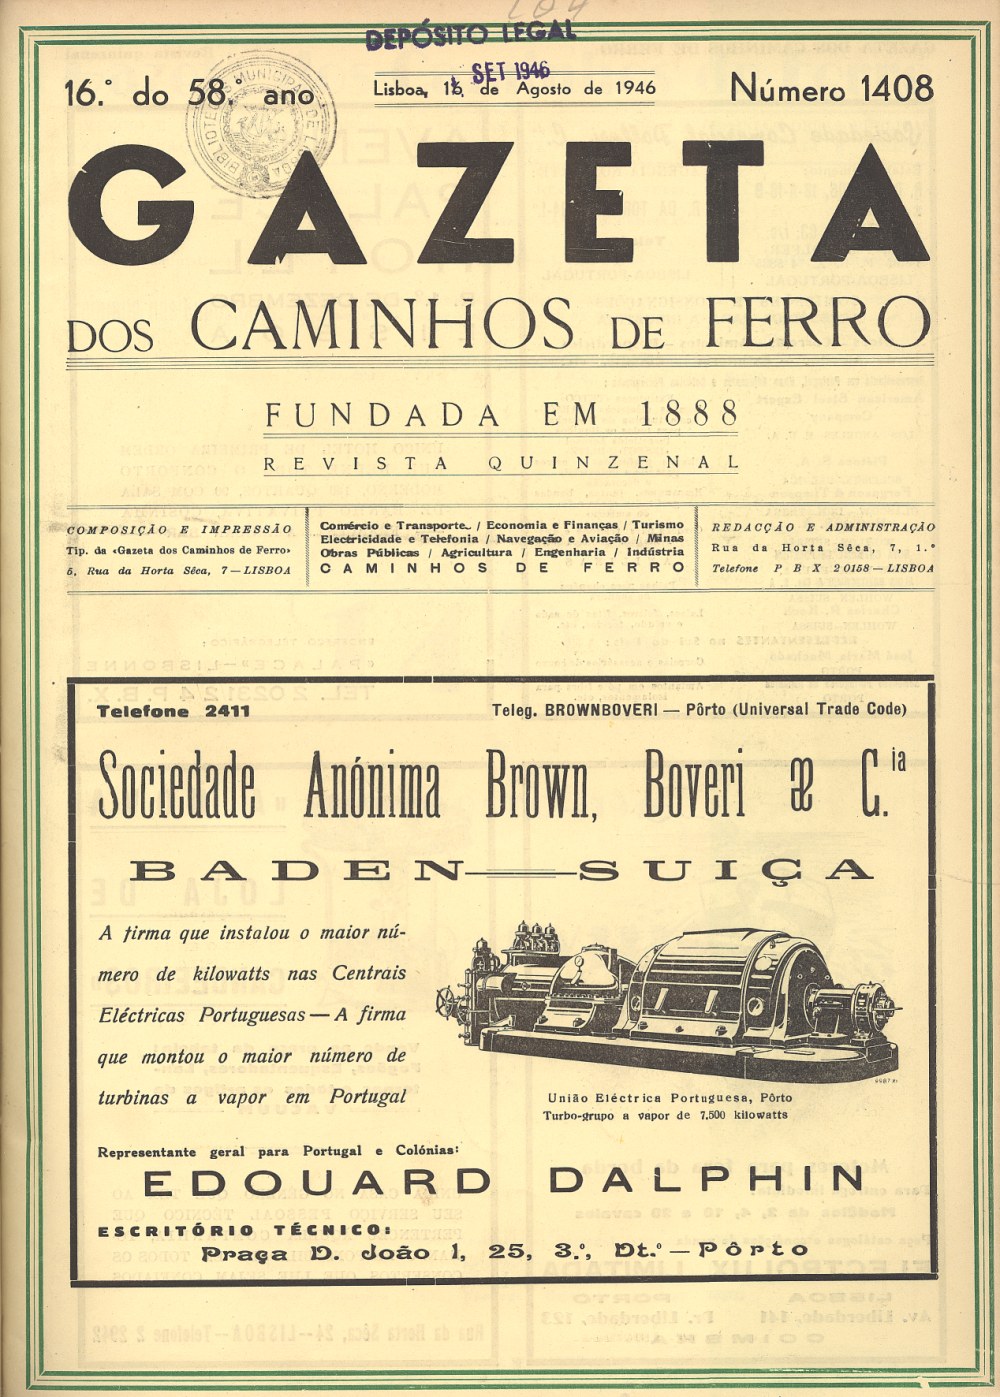 DEPÓSITO LEGAL
SET 1946
16.º do 58.º ano
Lisboa, 16 de Agosto de 1946
Número 1408
GAZETA
DOS CAMINHOS DE FERRO
FUNDADA EM 1888
REVISTA QUINZENAL
COMPOSIÇÃO E IMPRESSÃO
Tip. da «Gazeta dos Caminhos de Ferro»
5, Rua da Horta Sêca, 7 — LISBOA
Comércio e Transporte / Economia e Finanças / Turismo
Electricidade e Telefonia / Navegação e Aviação / Minas
Obras Públicas / Agricultura / Engenharia / Indústria
CAMINHOS DE FERRO
REDACÇÃO E ADMINISTRAÇÃO
Rua da Horta Sêca, 7, 1.º
Telefone P B X 20158 — LISBOA
Telefone 2411
Teleg. BROWNBOVERI — Pôrto (Universal Trade Code)
Sociedade Anónima Brown, Boveri & C.ia
BADEN — SUIÇA
A firma que instalou o maior nú-
mero de kilowatts nas Centrais
Eléctricas Portuguesas — A firma
que montou o maior número de
turbinas a vapor em Portugal
União Eléctrica Portuguesa, Pôrto
Turbo-grupo a vapor de 7,500 kilowatts
Representante geral para Portugal e Colónias:
EDOUARD DALPHIN
ESCRITÓRIO TÉCNICO:
Praça D. João 1, 25, 3.º, Dt.º — Pôrto